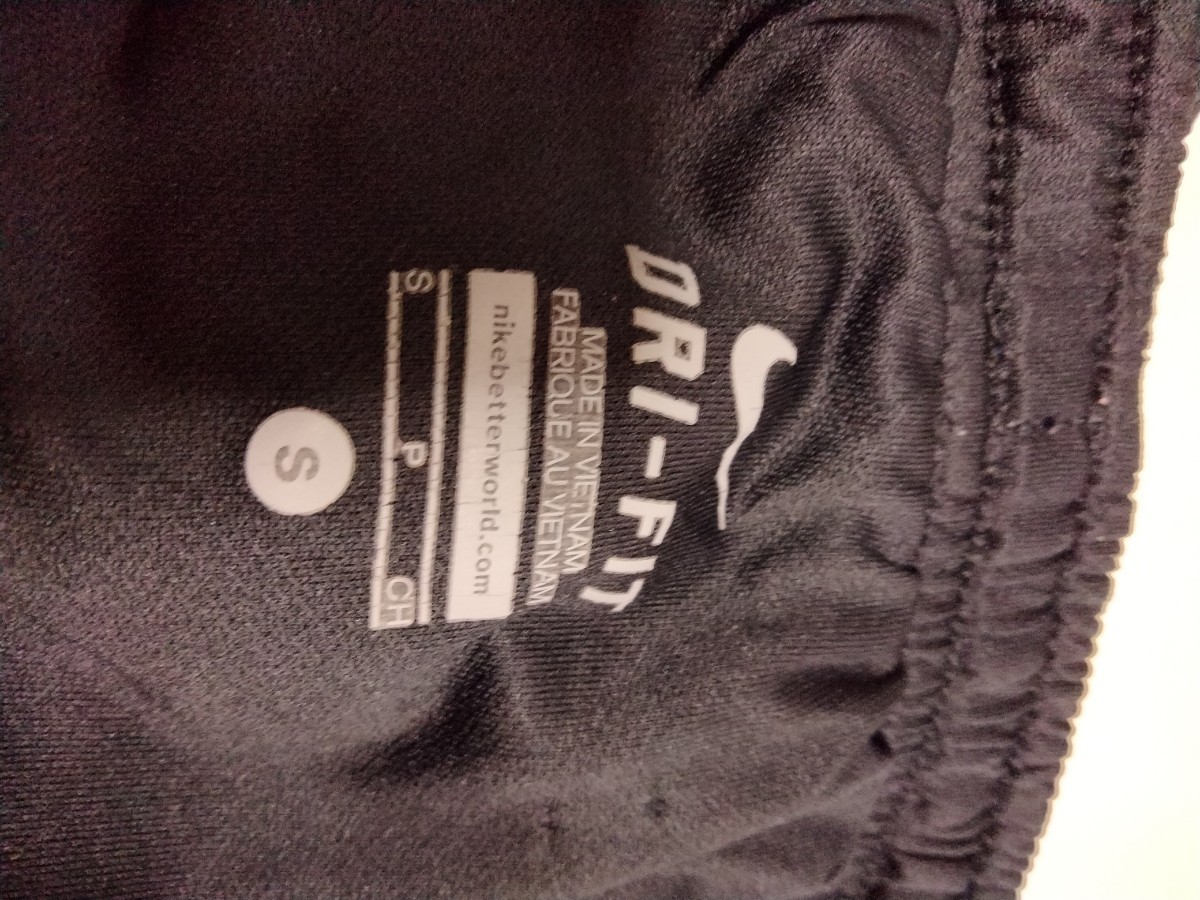 DRI-FIT
MADE IN VIETNAM
FABRIQUE AU VIETNAM
nikebetterworld.com
S P CH
S